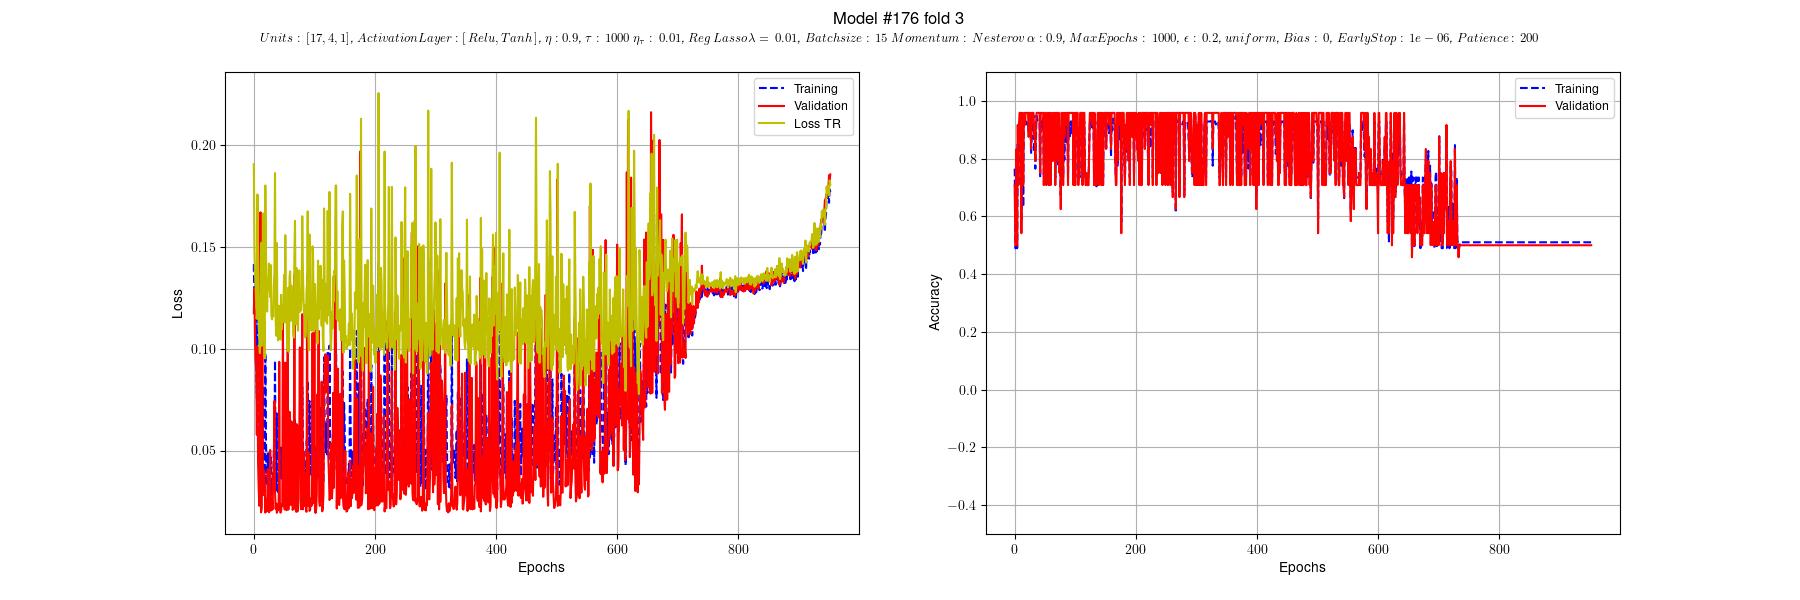 Model #176 fold 3
Units : [17, 4, 1], ActivationLayer : [ Relu, Tanh ], η : 0.9, τ : 1000 ητ : 0.01, Reg Lasso λ = 0.01, Batchsize : 15 Momentum : Nesterov α : 0.9, MaxEpochs : 1000, ϵ : 0.2, uniform, Bias : 0, EarlyStop : 1e − 06, Patience : 200
Training
Validation
Loss TR
0.20
0.15
0.10
0.05
Loss
0 200 400 600 800
Epochs
Training
Validation
1.0
0.8
0.6
0.4
0.2
0.0
−0.2
−0.4
Accuracy
0 200 400 600 800
Epochs